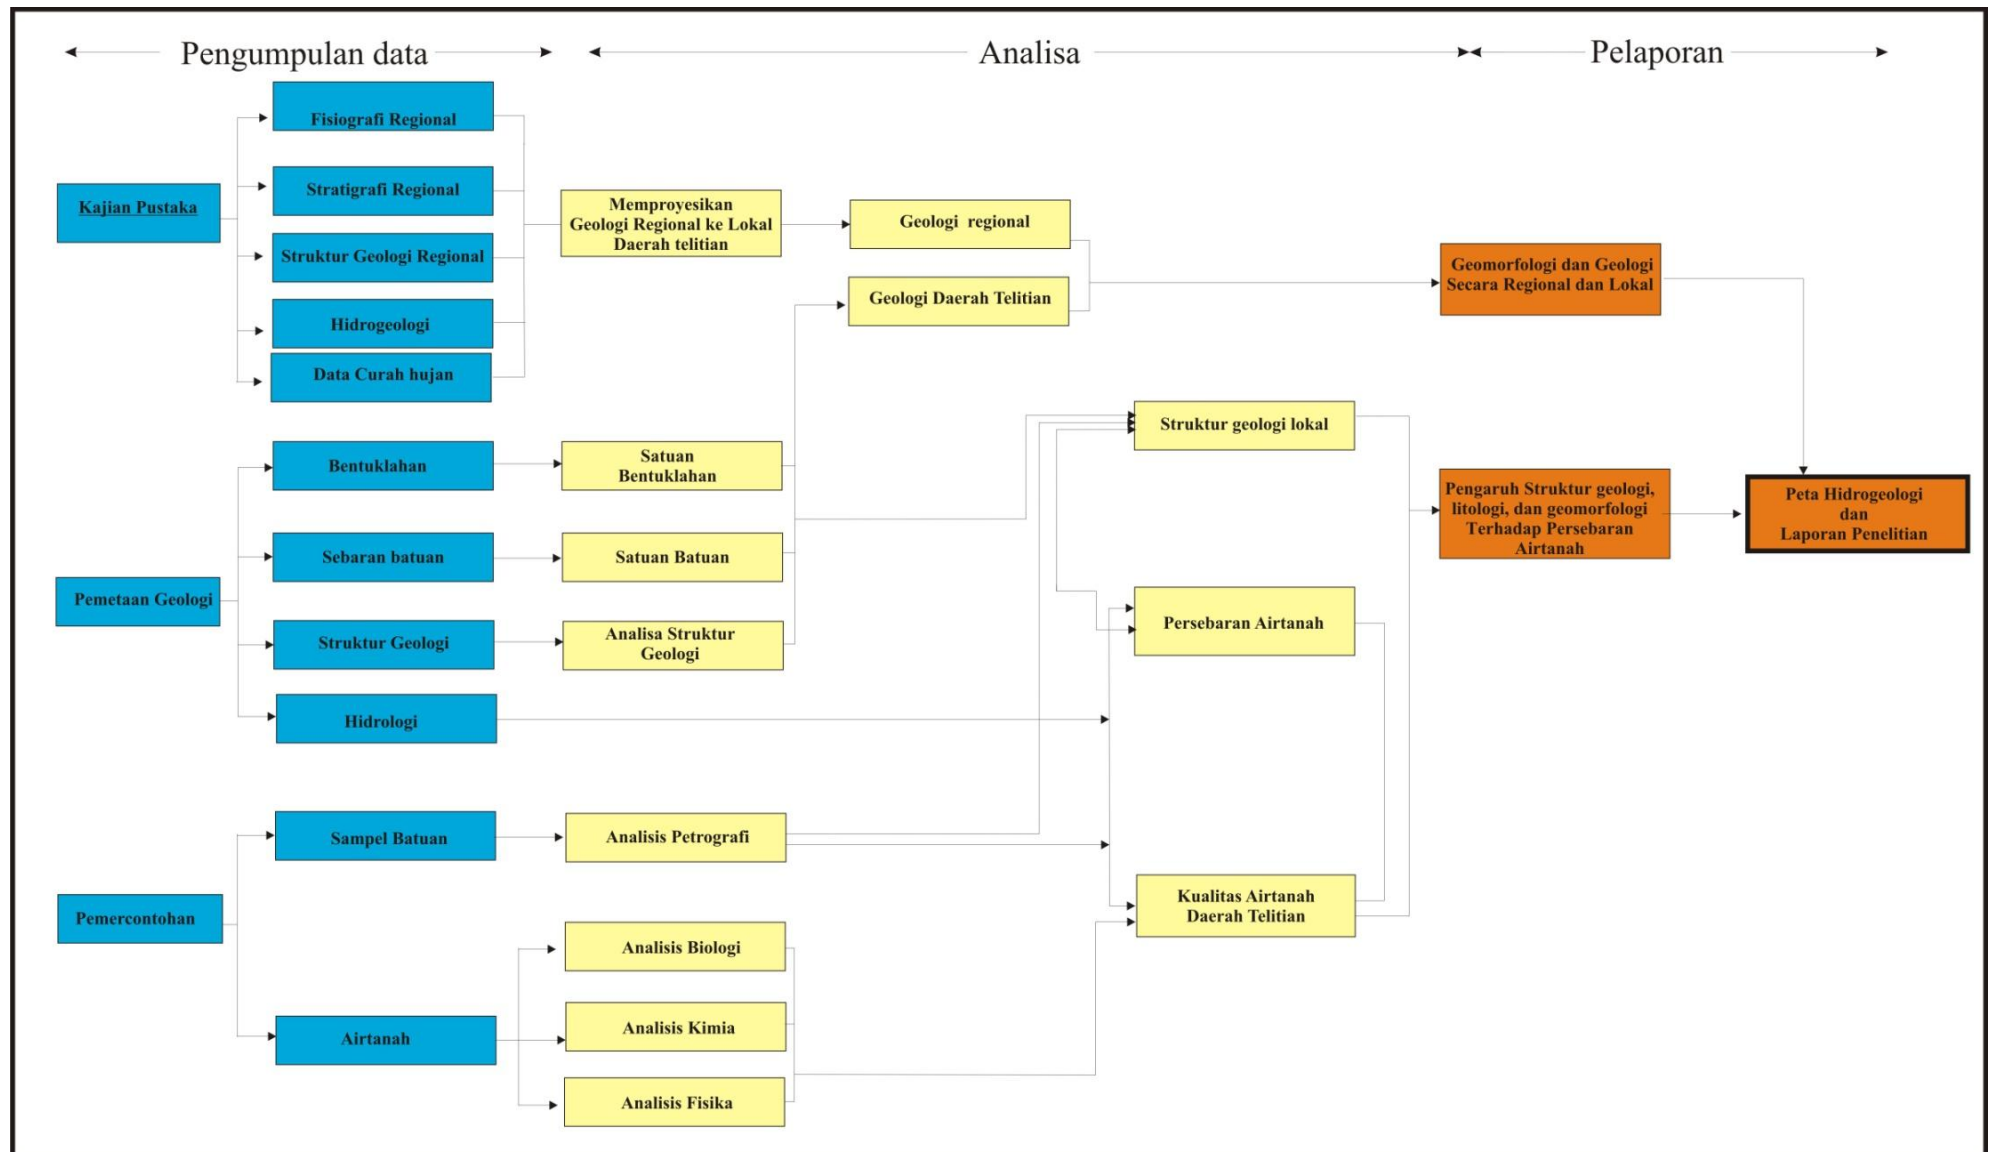 Pengumpulan data
Analisa
Pelaporan
Fisiografi Regional
Stratigrafi Regional
Kajian Pustaka
Struktur Geologi Regional
Hidrogeologi
Data Curah hujan
Memproyesikan
Geologi Regional ke Lokal
Daerah telitian
Geologi regional
Geologi Daerah Telitian
Geomorfologi dan Geologi
Secara Regional dan Lokal
Bentuklahan
Satuan
Bentuklahan
Struktur geologi lokal
Pengaruh Struktur geologi,
litologi, dan geomorfologi
Terhadap Persebaran
Airtanah
Peta Hidrogeologi
dan
Laporan Penelitian
Sebaran batuan
Satuan Batuan
Pemetaan Geologi
Struktur Geologi
Analisa Struktur
Geologi
Persebaran Airtanah
Hidrologi
Sampel Batuan
Analisis Petrografi
Pemercontohan
Kualitas Airtanah
Daerah Telitian
Analisis Biologi
Airtanah
Analisis Kimia
Analisis Fisika